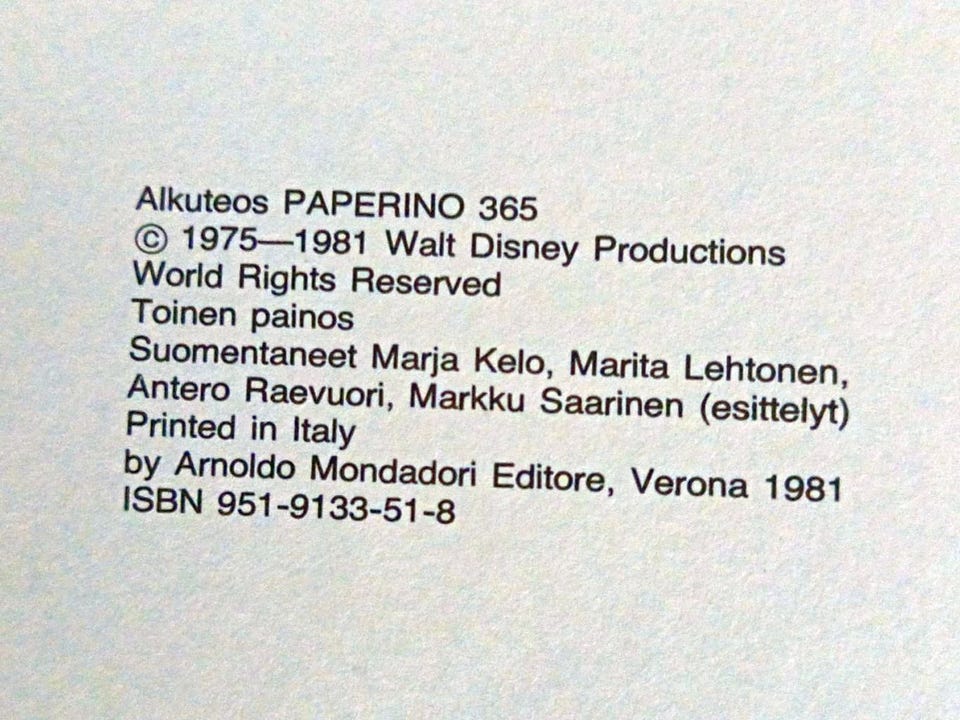 Alkuteos PAPERINO 365
© 1975—1981 Walt Disney Productions
World Rights Reserved
Toinen painos
Suomentaneet Marja Kelo, Marita Lehtonen,
Antero Raevuori, Markku Saarinen (esittelyt)
Printed in Italy
by Arnoldo Mondadori Editore, Verona 1981
ISBN 951-9133-51-8